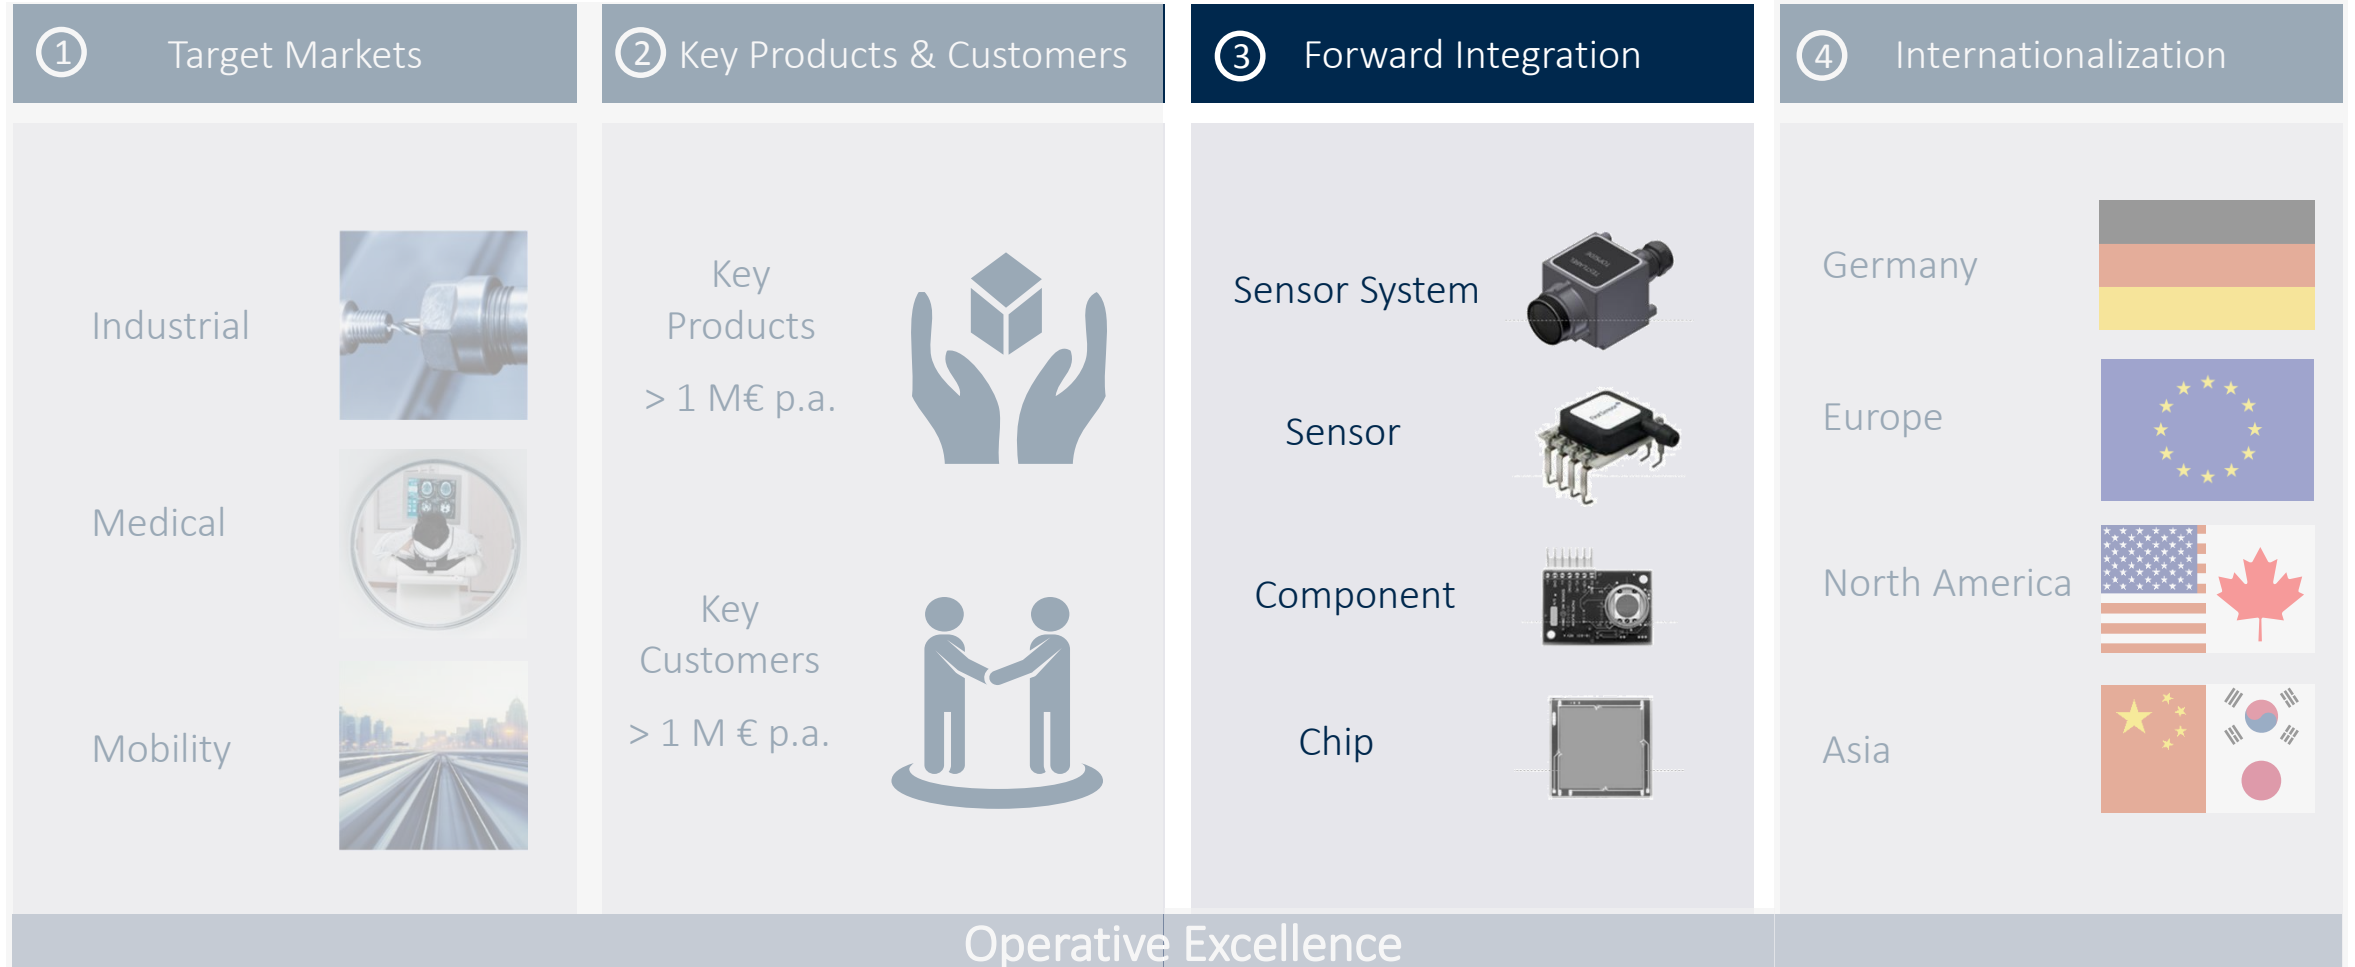 1 Target Markets
Industrial
Medical
Mobility
2 Key Products & Customers
Key
Products
> 1 M€ p.a.
Key
Customers
> 1 M € p.a.
3 Forward Integration
Sensor System
Sensor
Component
Chip
4 Internationalization
Germany
Europe
North America
Asia
Operative Excellence